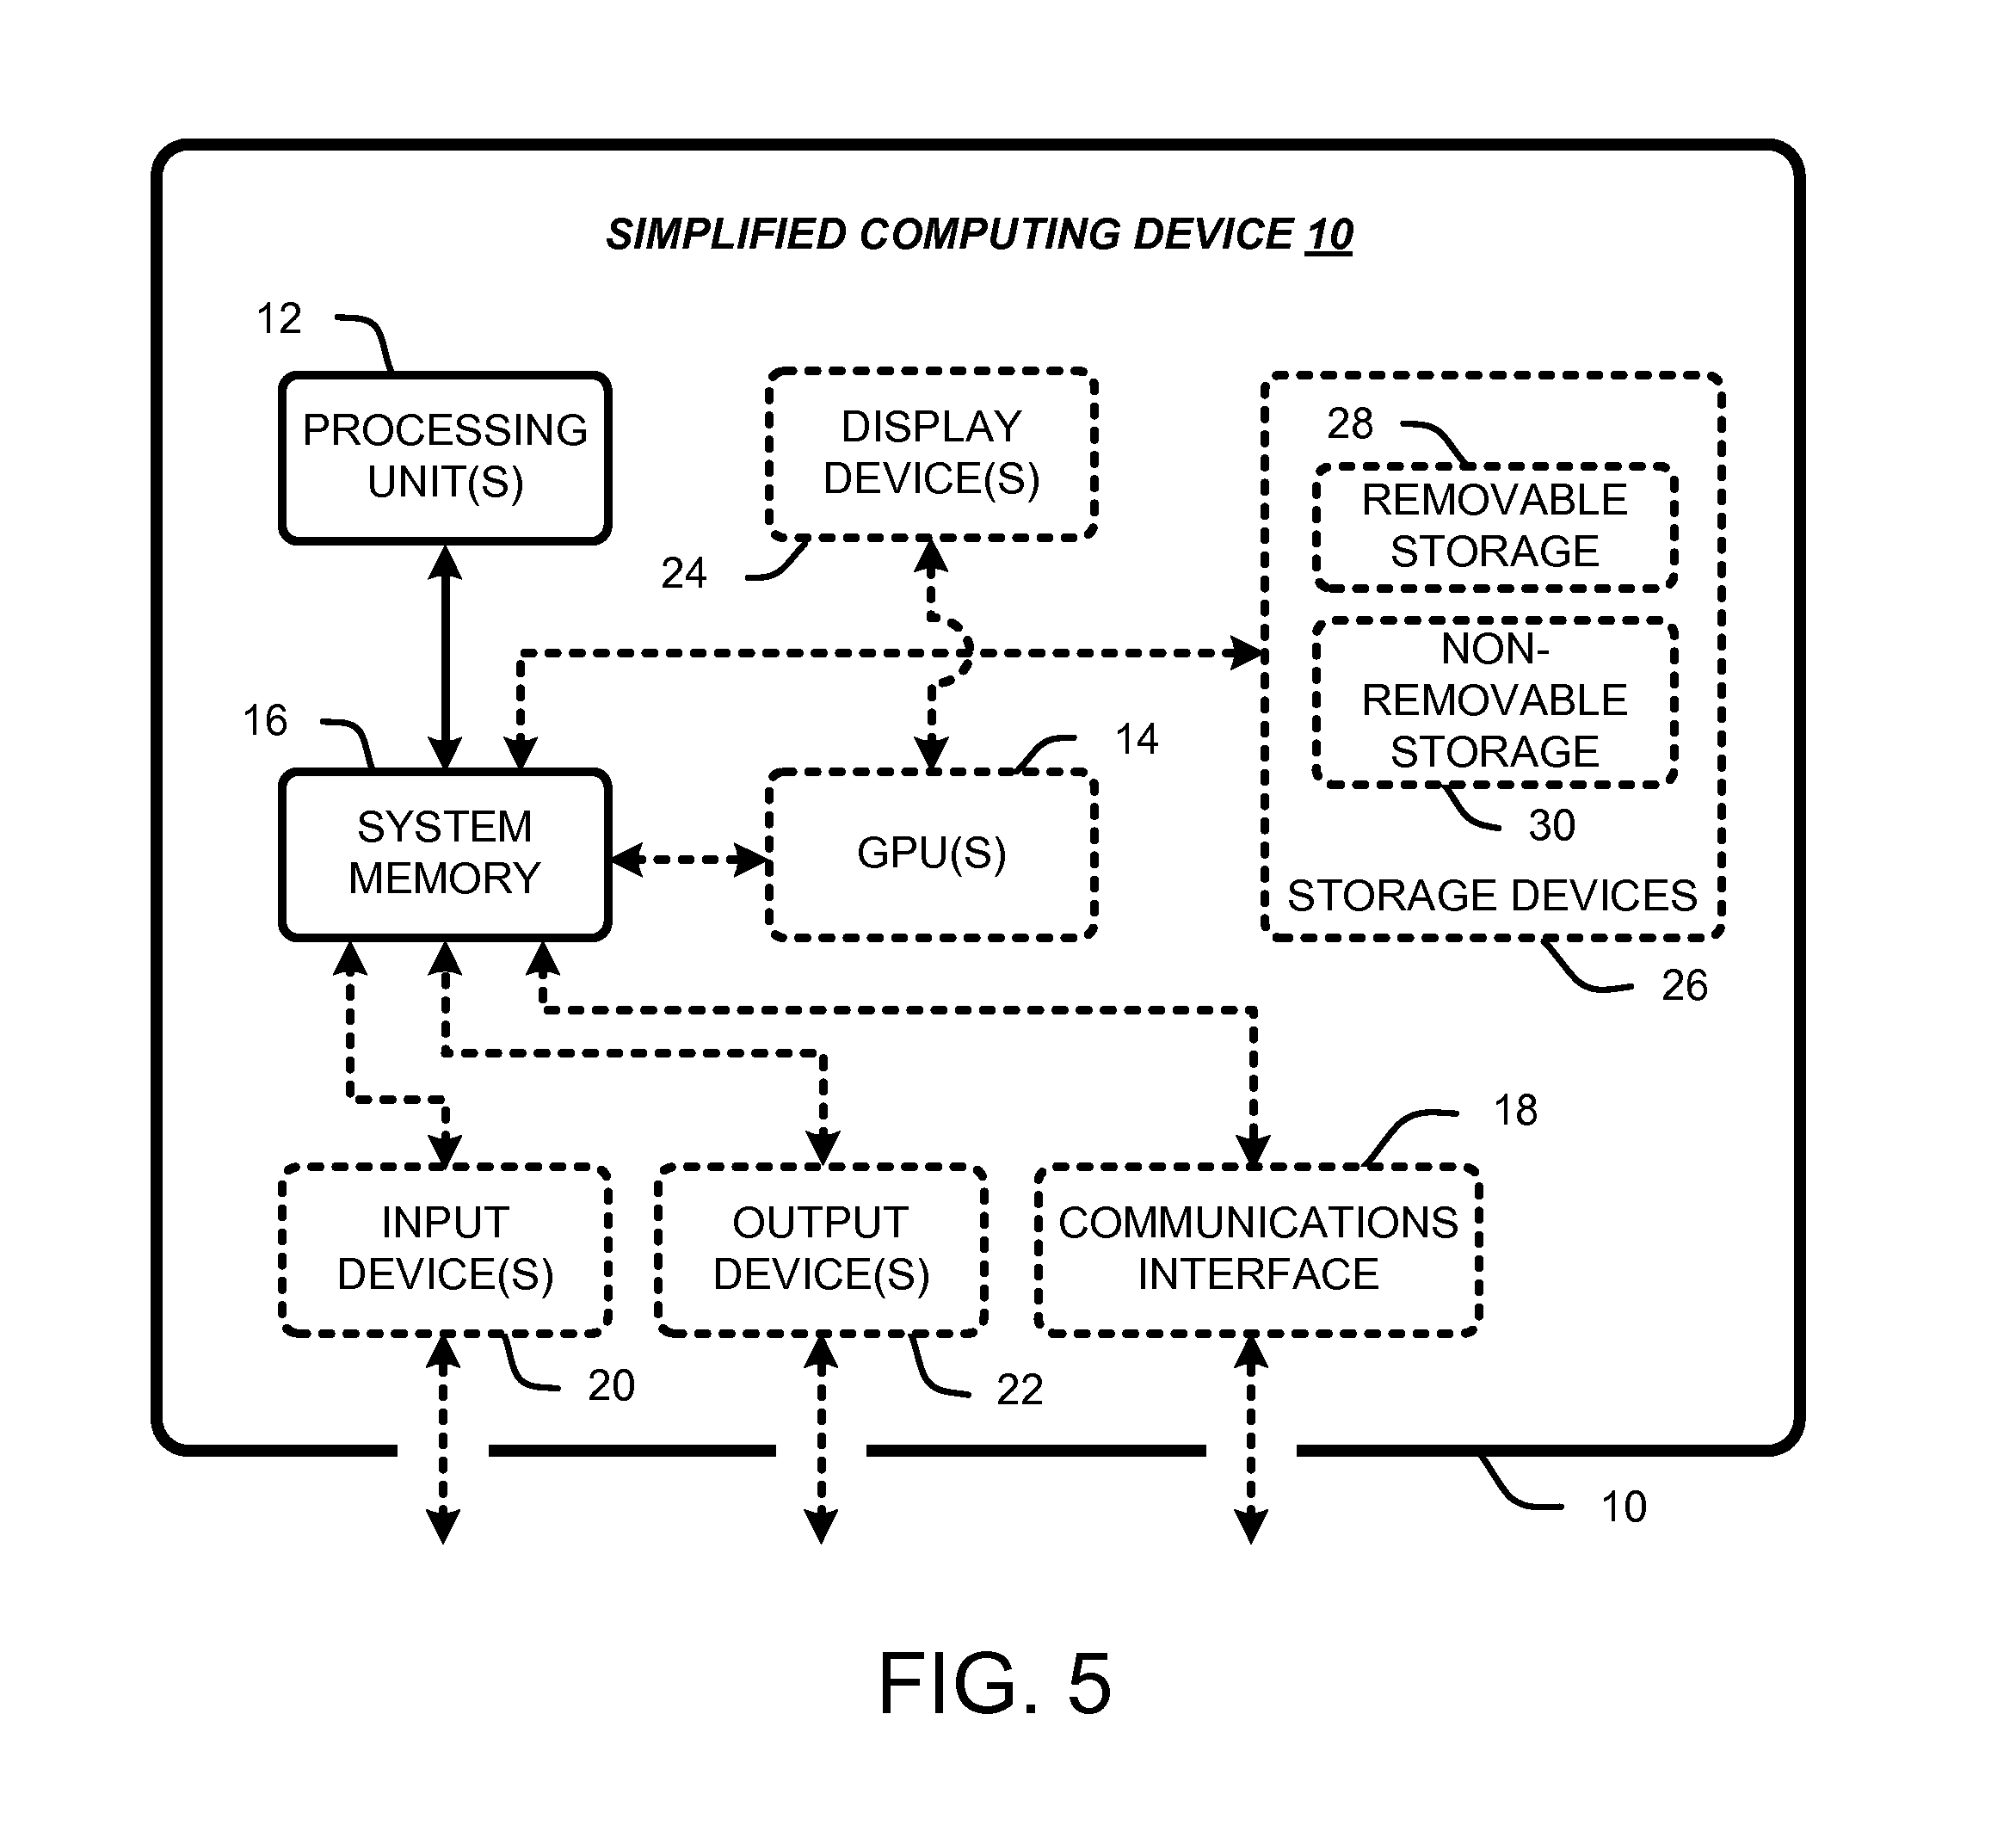 SIMPLIFIED COMPUTING DEVICE 10
12
PROCESSING
UNIT(S)
DISPLAY
DEVICE(S)
24
28
REMOVABLE
STORAGE
NON-
REMOVABLE
STORAGE
30
STORAGE DEVICES
26
16
SYSTEM
MEMORY
14
GPU(S)
18
INPUT
DEVICE(S)
20
OUTPUT
DEVICE(S)
22
COMMUNICATIONS
INTERFACE
10
FIG. 5